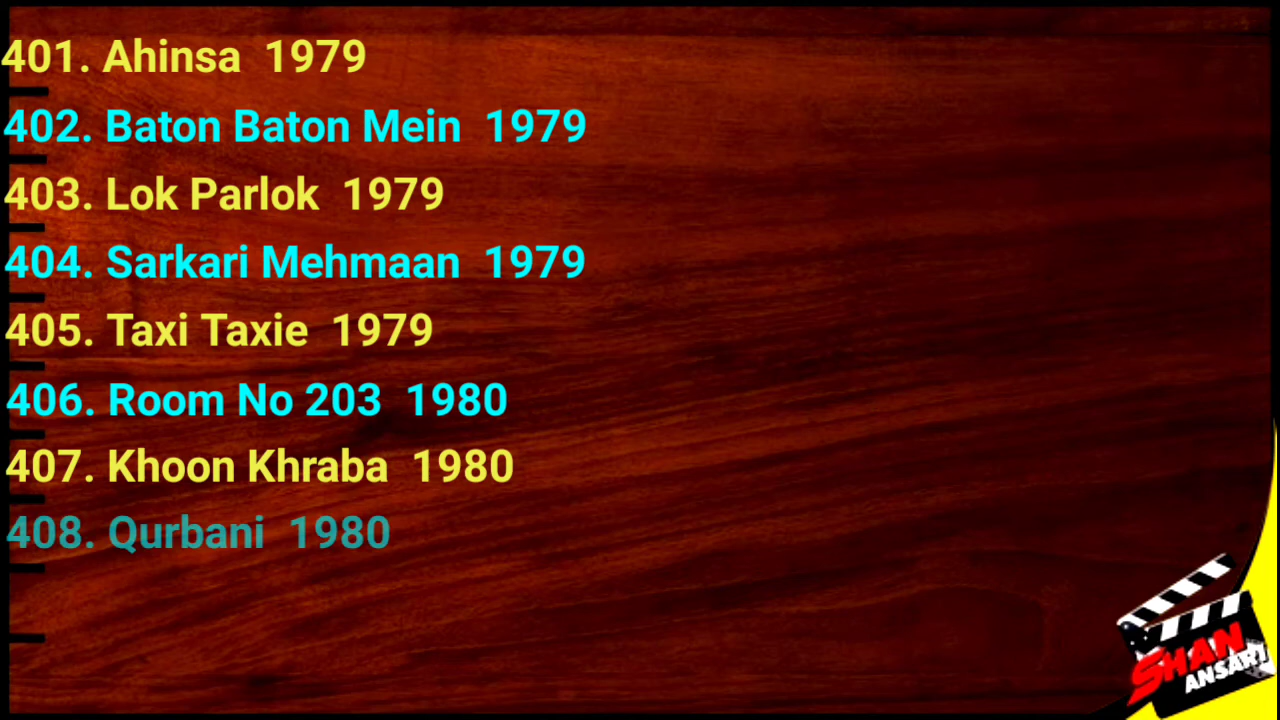 401. Ahinsa 1979
402. Baton Baton Mein 1979
403. Lok Parlok 1979
404. Sarkari Mehmaan 1979
405. Taxi Taxie 1979
406. Room No 203 1980
407. Khoon Khraba 1980
408. Qurbani 1980
SHAN
ANSARI